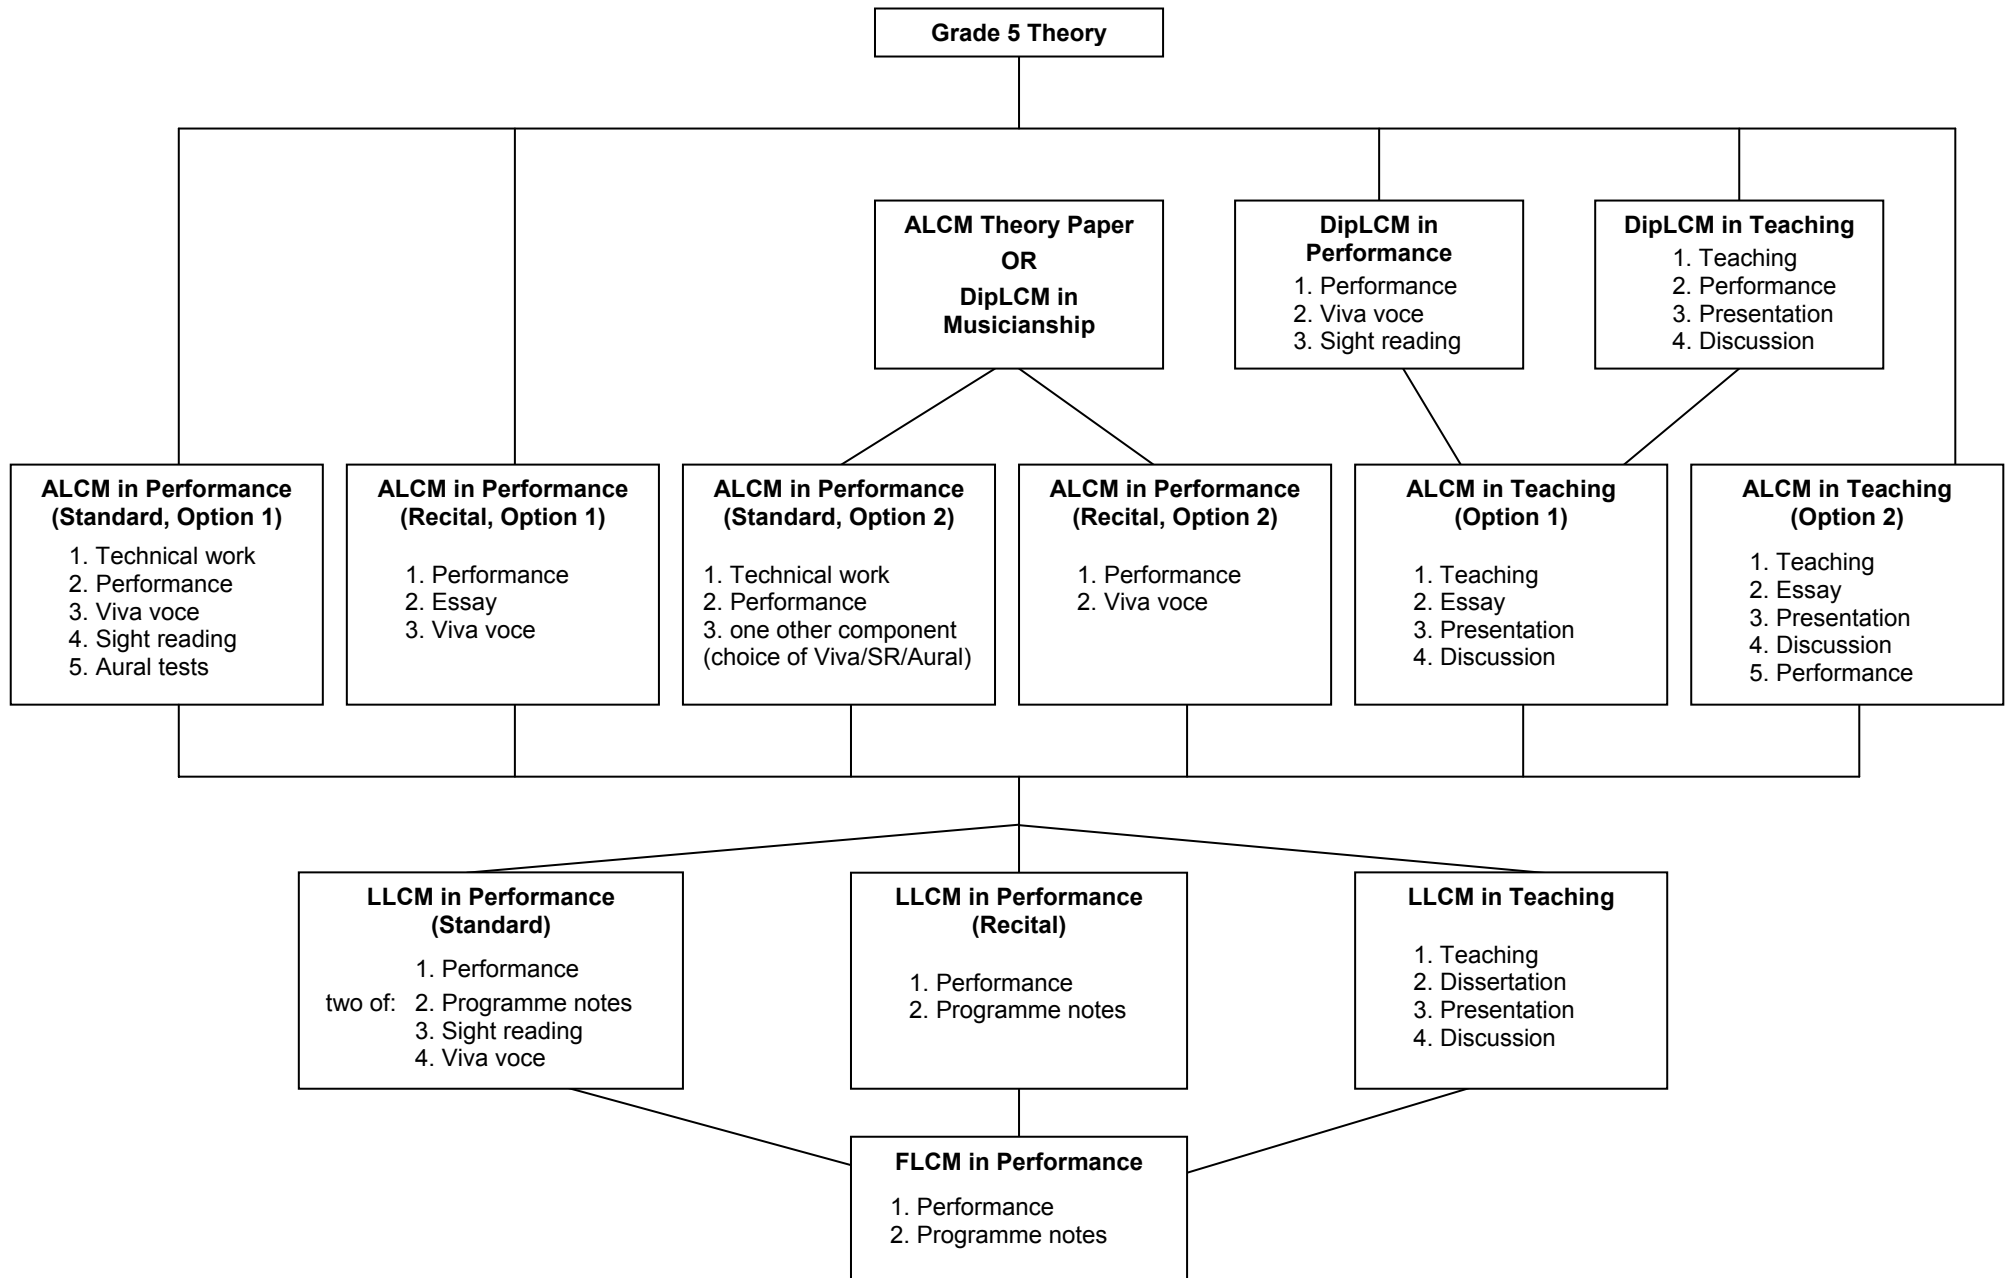 Grade 5 Theory
ALCM Theory Paper
OR
DipLCM in
Musicianship
DipLCM in
Performance
1. Performance
2. Viva voce
3. Sight reading
DipLCM in Teaching
1. Teaching
2. Performance
3. Presentation
4. Discussion
ALCM in Performance
(Standard, Option 1)
1. Technical work
2. Performance
3. Viva voce
4. Sight reading
5. Aural tests
ALCM in Performance
(Recital, Option 1)
1. Performance
2. Essay
3. Viva voce
ALCM in Performance
(Standard, Option 2)
1. Technical work
2. Performance
3. one other component
(choice of Viva/SR/Aural)
ALCM in Performance
(Recital, Option 2)
1. Performance
2. Viva voce
ALCM in Teaching
(Option 1)
1. Teaching
2. Essay
3. Presentation
4. Discussion
ALCM in Teaching
(Option 2)
1. Teaching
2. Essay
3. Presentation
4. Discussion
5. Performance
LLCM in Performance
(Standard)
1. Performance
two of: 2. Programme notes
3. Sight reading
4. Viva voce
LLCM in Performance
(Recital)
1. Performance
2. Programme notes
LLCM in Teaching
1. Teaching
2. Dissertation
3. Presentation
4. Discussion
FLCM in Performance
1. Performance
2. Programme notes